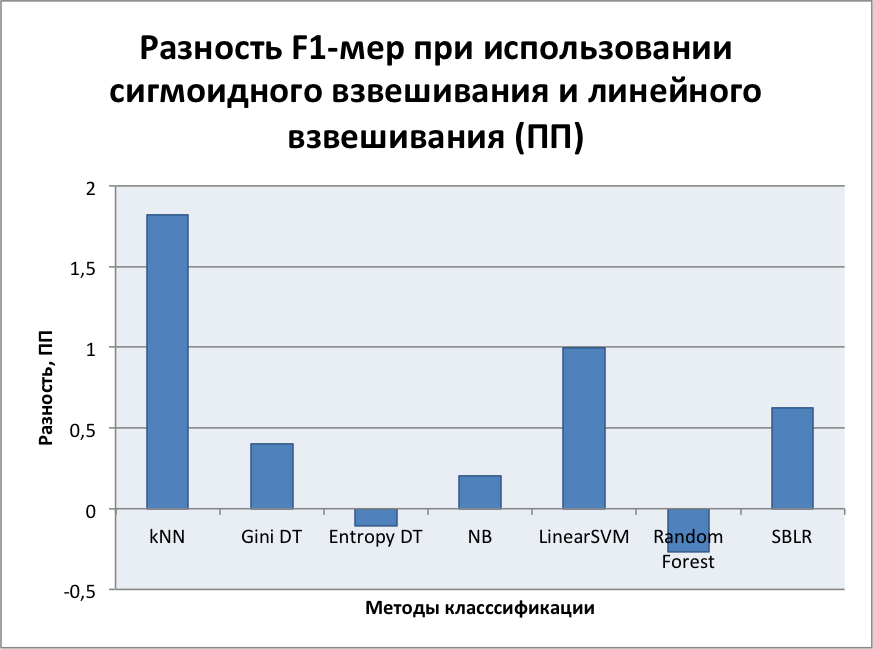 Разность F1-мер при использовании
сигмоидного взвешивания и линейного
взвешивания (ПП)
2
1,5
1
0,5
0
-0,5
Разность, ПП
kNN
Gini DT
Entropy DT
NB
LinearSVM
Random
Forest
SBLR
Методы класссификации